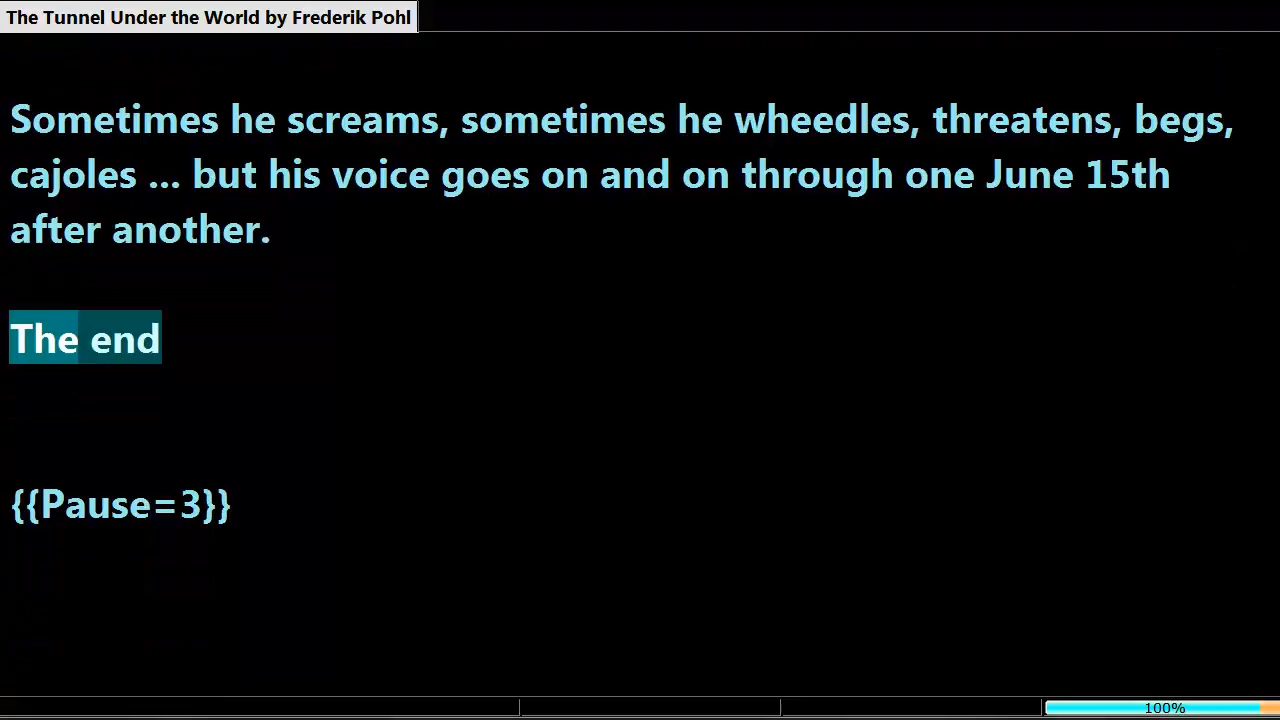 The Tunnel Under the World by Frederik Pohl
Sometimes he screams, sometimes he wheedles, threatens, begs,
cajoles ... but his voice goes on and on through one June 15th
after another.
The end
{{Pause=3}}
100%